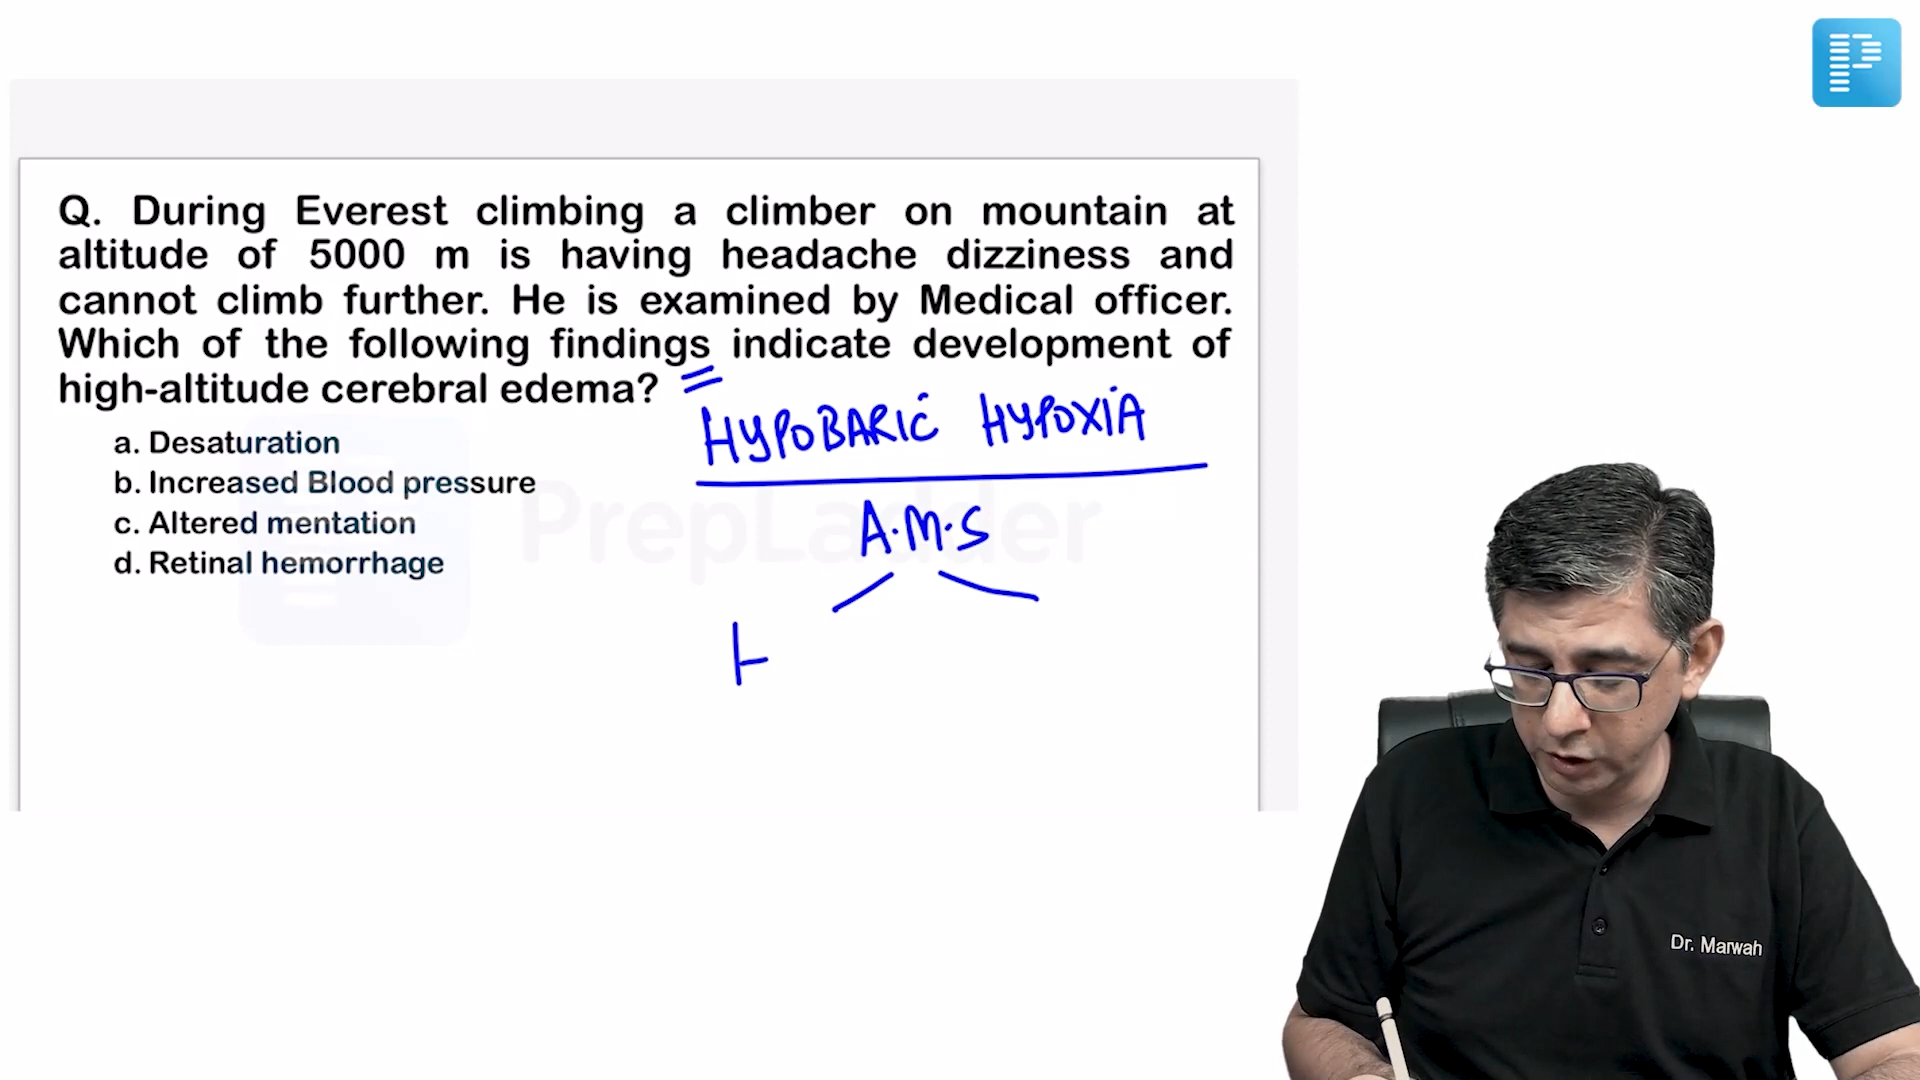 Q. During Everest climbing a climber on mountain at
altitude of 5000 m is having headache dizziness and
cannot climb further. He is examined by Medical officer.
Which of the following findings indicate development of
high-altitude cerebral edema?
HYPOBARIC HYPOXIA
a. Desaturation
b. Increased Blood pressure
c. Altered mentation
d. Retinal hemorrhage
A.M.S
H
PrepLadder
Dr. Marwah